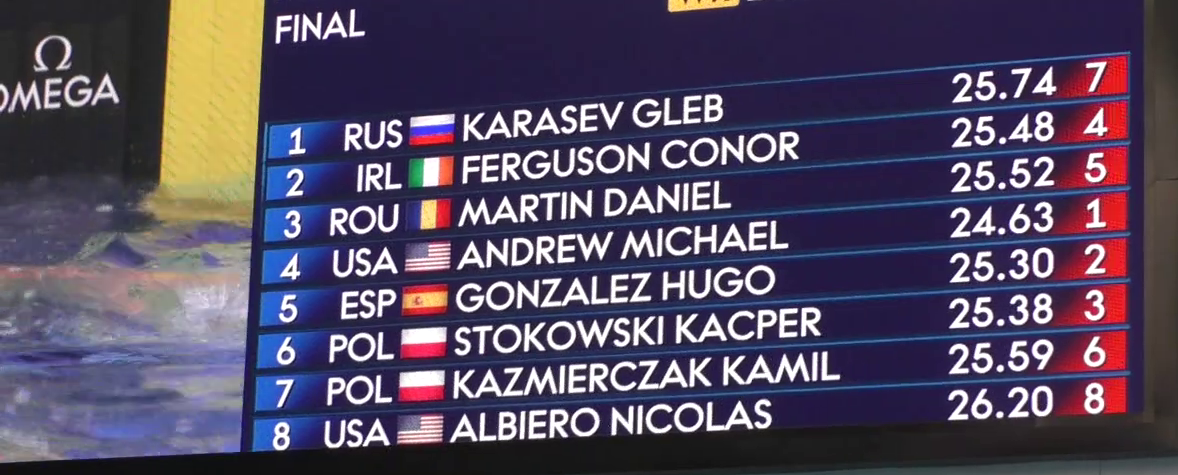 Ω
OMEGA
FINAL
1 RUS KARASEV GLEB 25.74 7
2 IRL FERGUSON CONOR 25.48 4
3 ROU MARTIN DANIEL 25.52 5
4 USA ANDREW MICHAEL 24.63 1
5 ESP GONZALEZ HUGO 25.30 2
6 POL STOKOWSKI KACPER 25.38 3
7 POL KAZMIERCZAK KAMIL 25.59 6
8 USA ALBIERO NICOLAS 26.20 8